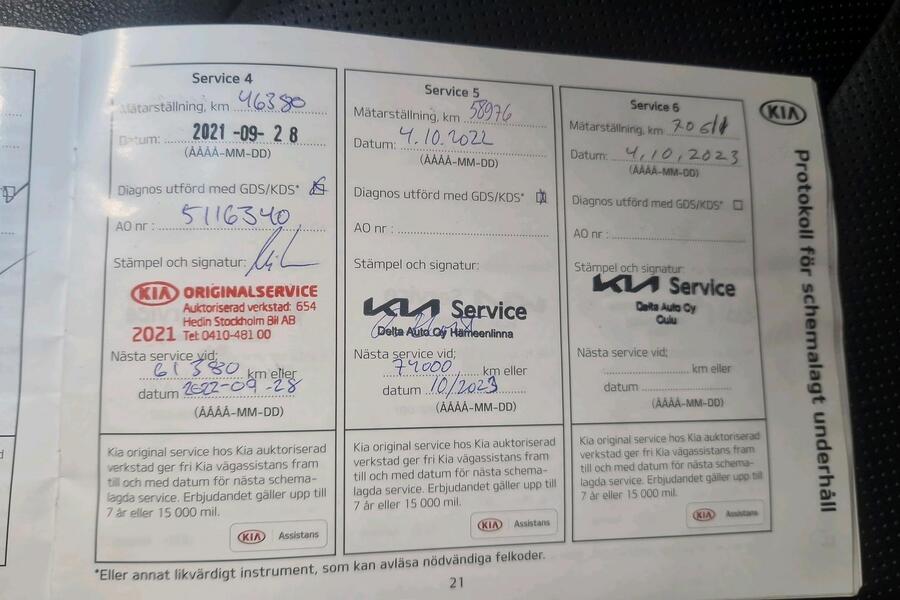 Service 4
Mätarställning, km 46380
Datum: 2021-09-28
(ÅÅÅÅ-MM-DD)
Diagnos utförd med GDS/KDS*
AO nr : 5116340
Stämpel och signatur:
KIA ORIGINALSERVICE
Auktoriserad verkstad: 654
Hedin Stockholm Bil AB
2021 Tel: 0410-481 00
Nästa service vid:
61380 km eller
datum 2022-09-28
(ÅÅÅÅ-MM-DD)
Kia original service hos Kia auktoriserad
verkstad ger fri Kia vägassistans fram
till och med datum för nästa schema-
lagda service. Erbjudandet gäller upp till
7 år eller 15 000 mil.
KIA Assistans
Service 5
Mätarställning, km 58976
Datum: 4.10.2022
(ÅÅÅÅ-MM-DD)
Diagnos utförd med GDS/KDS*
AO nr :
Stämpel och signatur:
KIA Service
Delta Auto Oy Hämeenlinna
Nästa service vid:
74000 km eller
datum 10/2023
(ÅÅÅÅ-MM-DD)
Kia original service hos Kia auktoriserad
verkstad ger fri Kia vägassistans fram
till och med datum för nästa schema-
lagda service. Erbjudandet gäller upp till
7 år eller 15 000 mil.
KIA Assistans
Service 6
Mätarställning, km
Datum: 4,10,2023
(ÅÅÅÅ-MM-DD)
Diagnos utförd med GDS/KDS*
AO nr :
Stämpel och signatur:
KIA Service
Delta Auto Oy
Oulu
Nästa service vid:
km eller
datum
(ÅÅÅÅ-MM-DD)
Kia original service hos Kia auktoriserad
verkstad ger fri Kia vägassistans fram
till och med datum för nästa schema-
lagda service. Erbjudandet gäller upp till
7 år eller 15 000 mil.
KIA Assistans
KIA
Protokoll för schemalagt underhåll
*Eller annat likvärdigt instrument, som kan avläsa nödvändiga felkoder.
21